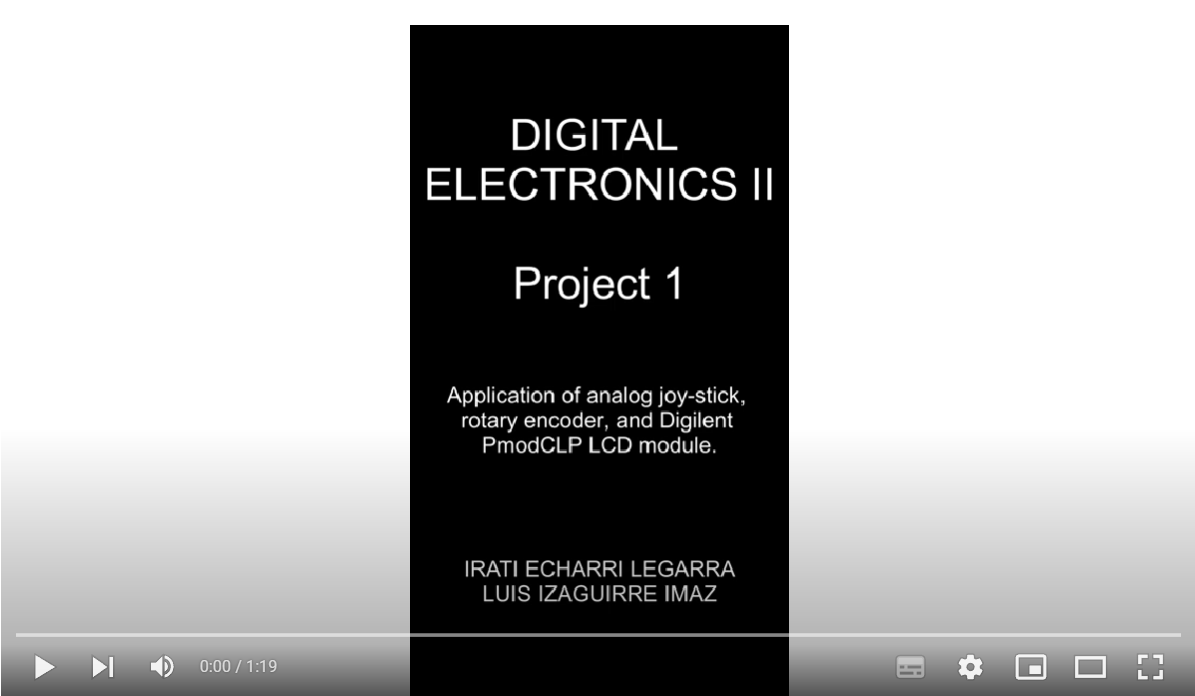 DIGITAL
ELECTRONICS II
Project 1
Application of analog joy-stick,
rotary encoder, and Digilent
PmodCLP LCD module.
IRATI ECHARRI LEGARRA
LUIS IZAGUIRRE IMAZ
0:00 / 1:19